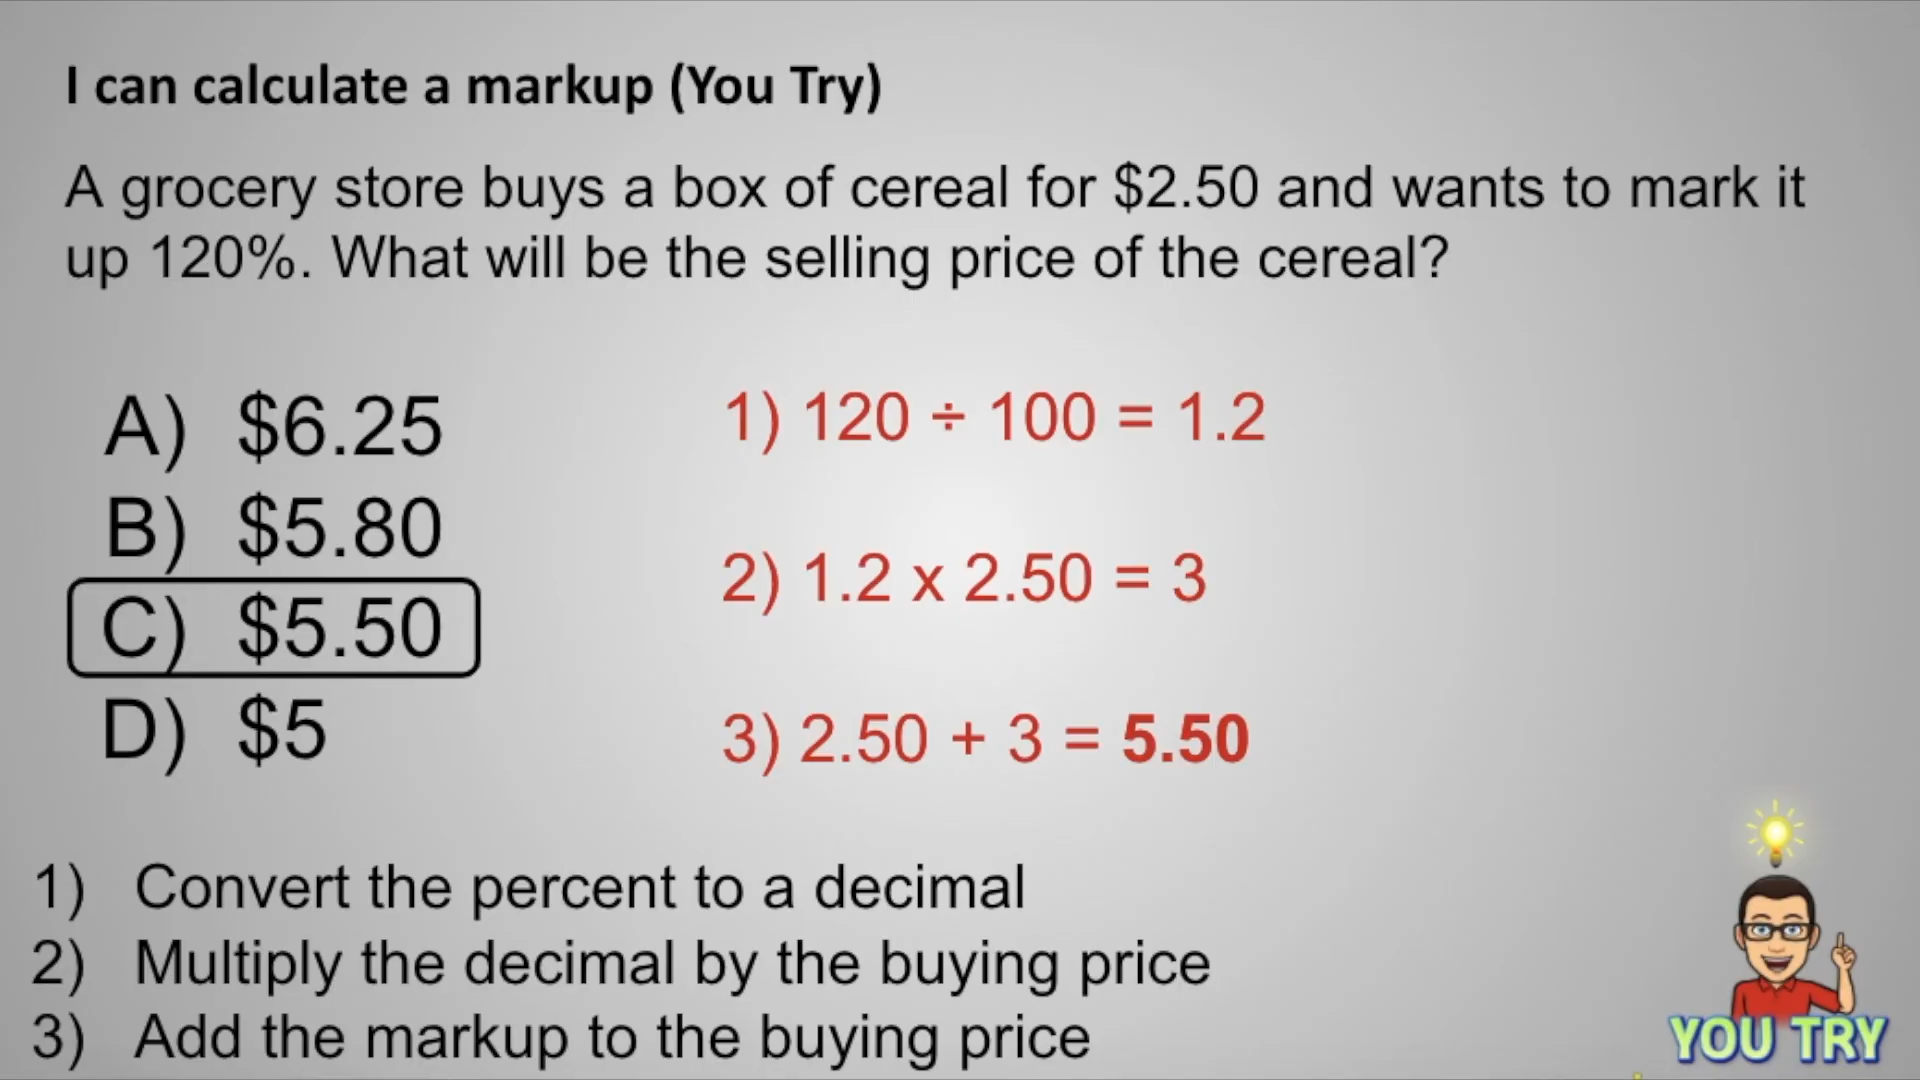 I can calculate a markup (You Try)
A grocery store buys a box of cereal for $2.50 and wants to mark it
up 120%. What will be the selling price of the cereal?
A) $6.25
B) $5.80
C) $5.50
D) $5
1) 120 ÷ 100 = 1.2
2) 1.2 x 2.50 = 3
3) 2.50 + 3 = 5.50
1) Convert the percent to a decimal
2) Multiply the decimal by the buying price
3) Add the markup to the buying price
YOU TRY